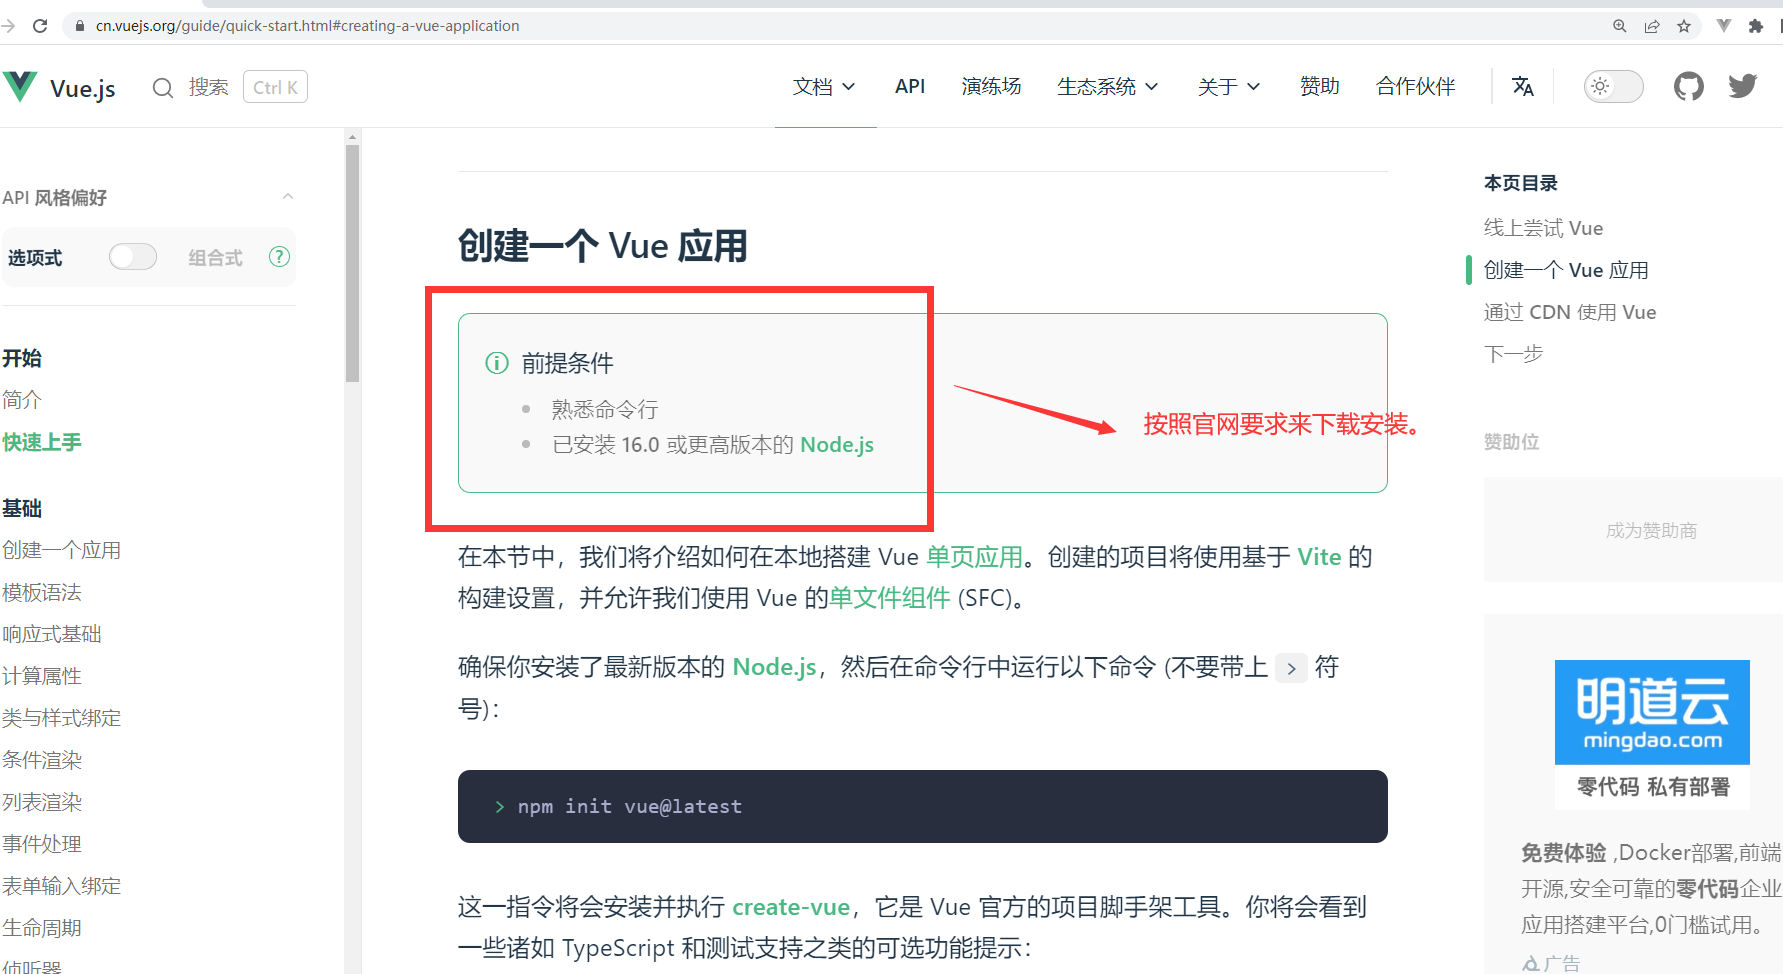 cn.vuejs.org/guide/quick-start.html#creating-a-vue-application
Vue.js
搜索
Ctrl K
文档
API
演练场
生态系统
关于
赞助
合作伙伴
API 风格偏好
选项式
组合式
?
开始
简介
快速上手
基础
创建一个应用
模板语法
响应式基础
计算属性
类与样式绑定
条件渲染
列表渲染
事件处理
表单输入绑定
生命周期
侦听器
创建一个 Vue 应用
前提条件
熟悉命令行
已安装 16.0 或更高版本的 Node.js
按照官网要求来下载安装。
在本节中，我们将介绍如何在本地搭建 Vue 单页应用。创建的项目将使用基于 Vite 的
构建设置，并允许我们使用 Vue 的单文件组件 (SFC)。
确保你安装了最新版本的 Node.js，然后在命令行中运行以下命令 (不要带上 > 符
号)：
> npm init vue@latest
这一指令将会安装并执行 create-vue，它是 Vue 官方的项目脚手架工具。你将会看到
一些诸如 TypeScript 和测试支持之类的可选功能提示：
本页目录
线上尝试 Vue
创建一个 Vue 应用
通过 CDN 使用 Vue
下一步
赞助位
成为赞助商
明道云
mingdao.com
零代码 私有部署
免费体验 ,Docker部署,前端
开源,安全可靠的零代码企业
应用搭建平台,0门槛试用。
广告